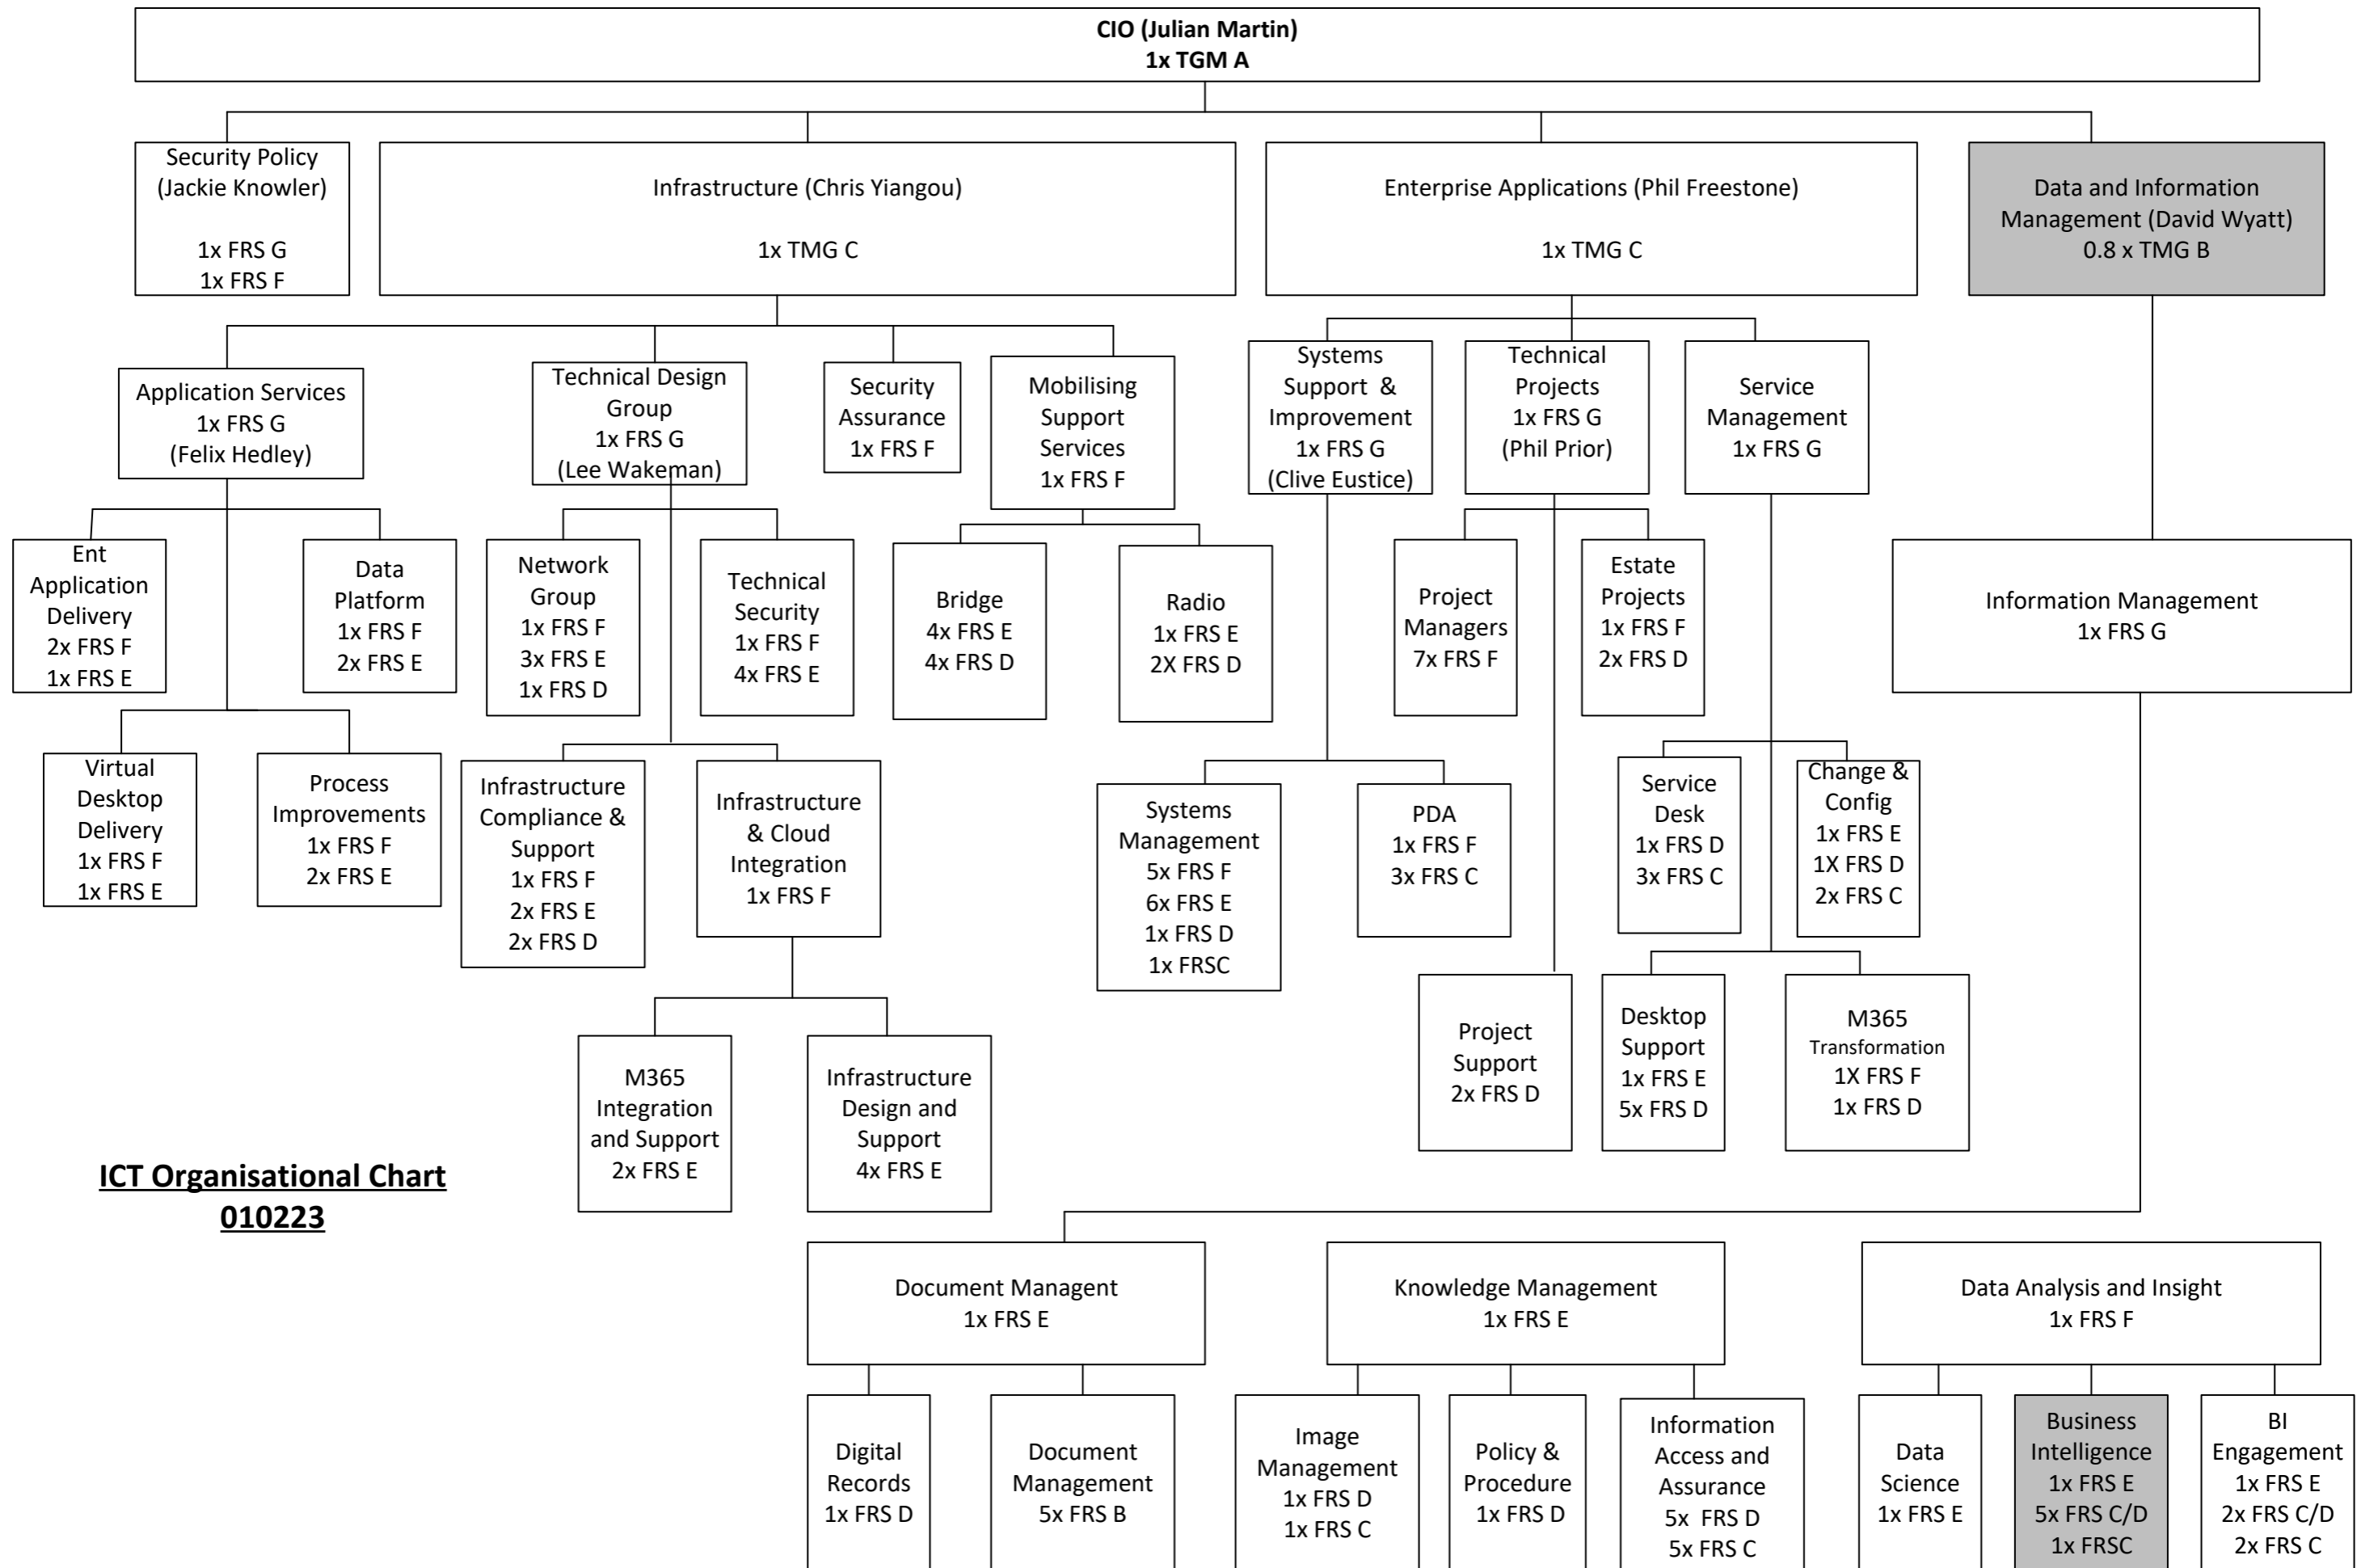 CIO (Julian Martin)
1x TGM A
Security Policy
(Jackie Knowler)
1x FRS G
1x FRS F
Infrastructure (Chris Yiangou)
1x TMG C
Enterprise Applications (Phil Freestone)
1x TMG C
Data and Information
Management (David Wyatt)
0.8 x TMG B
Application Services
1x FRS G
(Felix Hedley)
Technical Design
Group
1x FRS G
(Lee Wakeman)
Security
Assurance
1x FRS F
Mobilising
Support
Services
1x FRS F
Systems
Support &
Improvement
1x FRS G
(Clive Eustice)
Technical
Projects
1x FRS G
(Phil Prior)
Service
Management
1x FRS G
Ent
Application
Delivery
2x FRS F
1x FRS E
Data
Platform
1x FRS F
2x FRS E
Network
Group
1x FRS F
3x FRS E
1x FRS D
Technical
Security
1x FRS F
4x FRS E
Bridge
4x FRS E
4x FRS D
Radio
1x FRS E
2X FRS D
Project
Managers
7x FRS F
Estate
Projects
1x FRS F
2x FRS D
Information Management
1x FRS G
Virtual
Desktop
Delivery
1x FRS F
1x FRS E
Process
Improvements
1x FRS F
2x FRS E
Infrastructure
Compliance &
Support
1x FRS F
2x FRS E
2x FRS D
Infrastructure
& Cloud
Integration
1x FRS F
Systems
Management
5x FRS F
6x FRS E
1x FRS D
1x FRSC
PDA
1x FRS F
3x FRS C
Service
Desk
1x FRS D
3x FRS C
Change &
Config
1x FRS E
1X FRS D
2x FRS C
M365
Integration
and Support
2x FRS E
Infrastructure
Design and
Support
4x FRS E
Project
Support
2x FRS D
Desktop
Support
1x FRS E
5x FRS D
M365
Transformation
1X FRS F
1x FRS D
ICT Organisational Chart
010223
Document Managent
1x FRS E
Knowledge Management
1x FRS E
Data Analysis and Insight
1x FRS F
Digital
Records
1x FRS D
Document
Management
5x FRS B
Image
Management
1x FRS D
1x FRS C
Policy &
Procedure
1x FRS D
Information
Access and
Assurance
5x  FRS D
5x FRS C
Data
Science
1x FRS E
Business
Intelligence
1x FRS E
5x FRS C/D
1x FRSC
BI
Engagement
1x FRS E
2x FRS C/D
2x FRS C